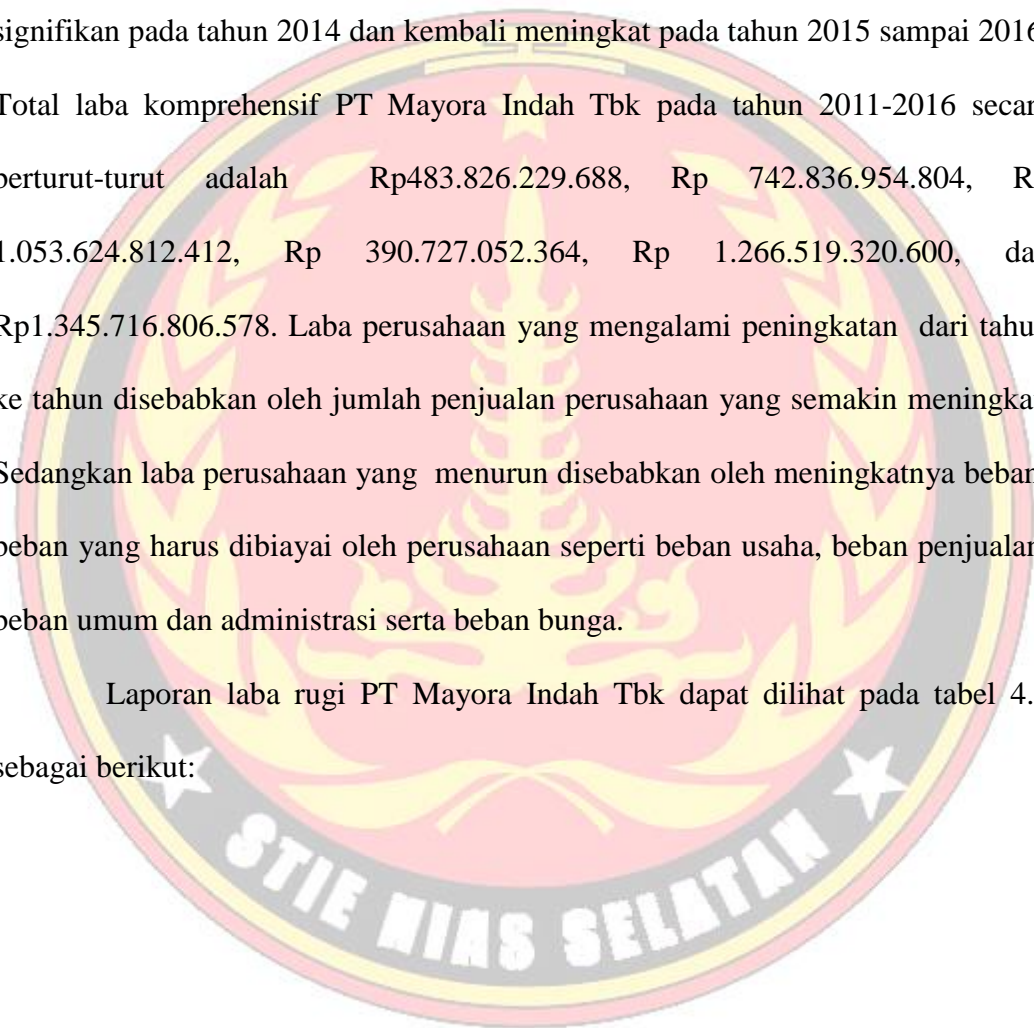 signifikan pada tahun 2014 dan kembali meningkat pada tahun 2015 sampai 2016
Total laba komprehensif PT Mayora Indah Tbk pada tahun 2011-2016 secar
berturut-turut adalah Rp483.826.229.688, Rp 742.836.954.804, R
1.053.624.812.412, Rp 390.727.052.364, Rp 1.266.519.320.600, da
Rp1.345.716.806.578. Laba perusahaan yang mengalami peningkatan dari tahu
ke tahun disebabkan oleh jumlah penjualan perusahaan yang semakin meningka
Sedangkan laba perusahaan yang menurun disebabkan oleh meningkatnya beban
beban yang harus dibiayai oleh perusahaan seperti beban usaha, beban penjualan
beban umum dan administrasi serta beban bunga.
Laporan laba rugi PT Mayora Indah Tbk dapat dilihat pada tabel 4.
sebagai berikut:
STIE NIAS SELATAN